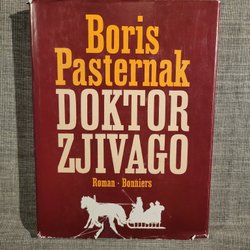 Boris
Pasternak
DOKTOR
ZJIVAGO
Roman · Bonniers